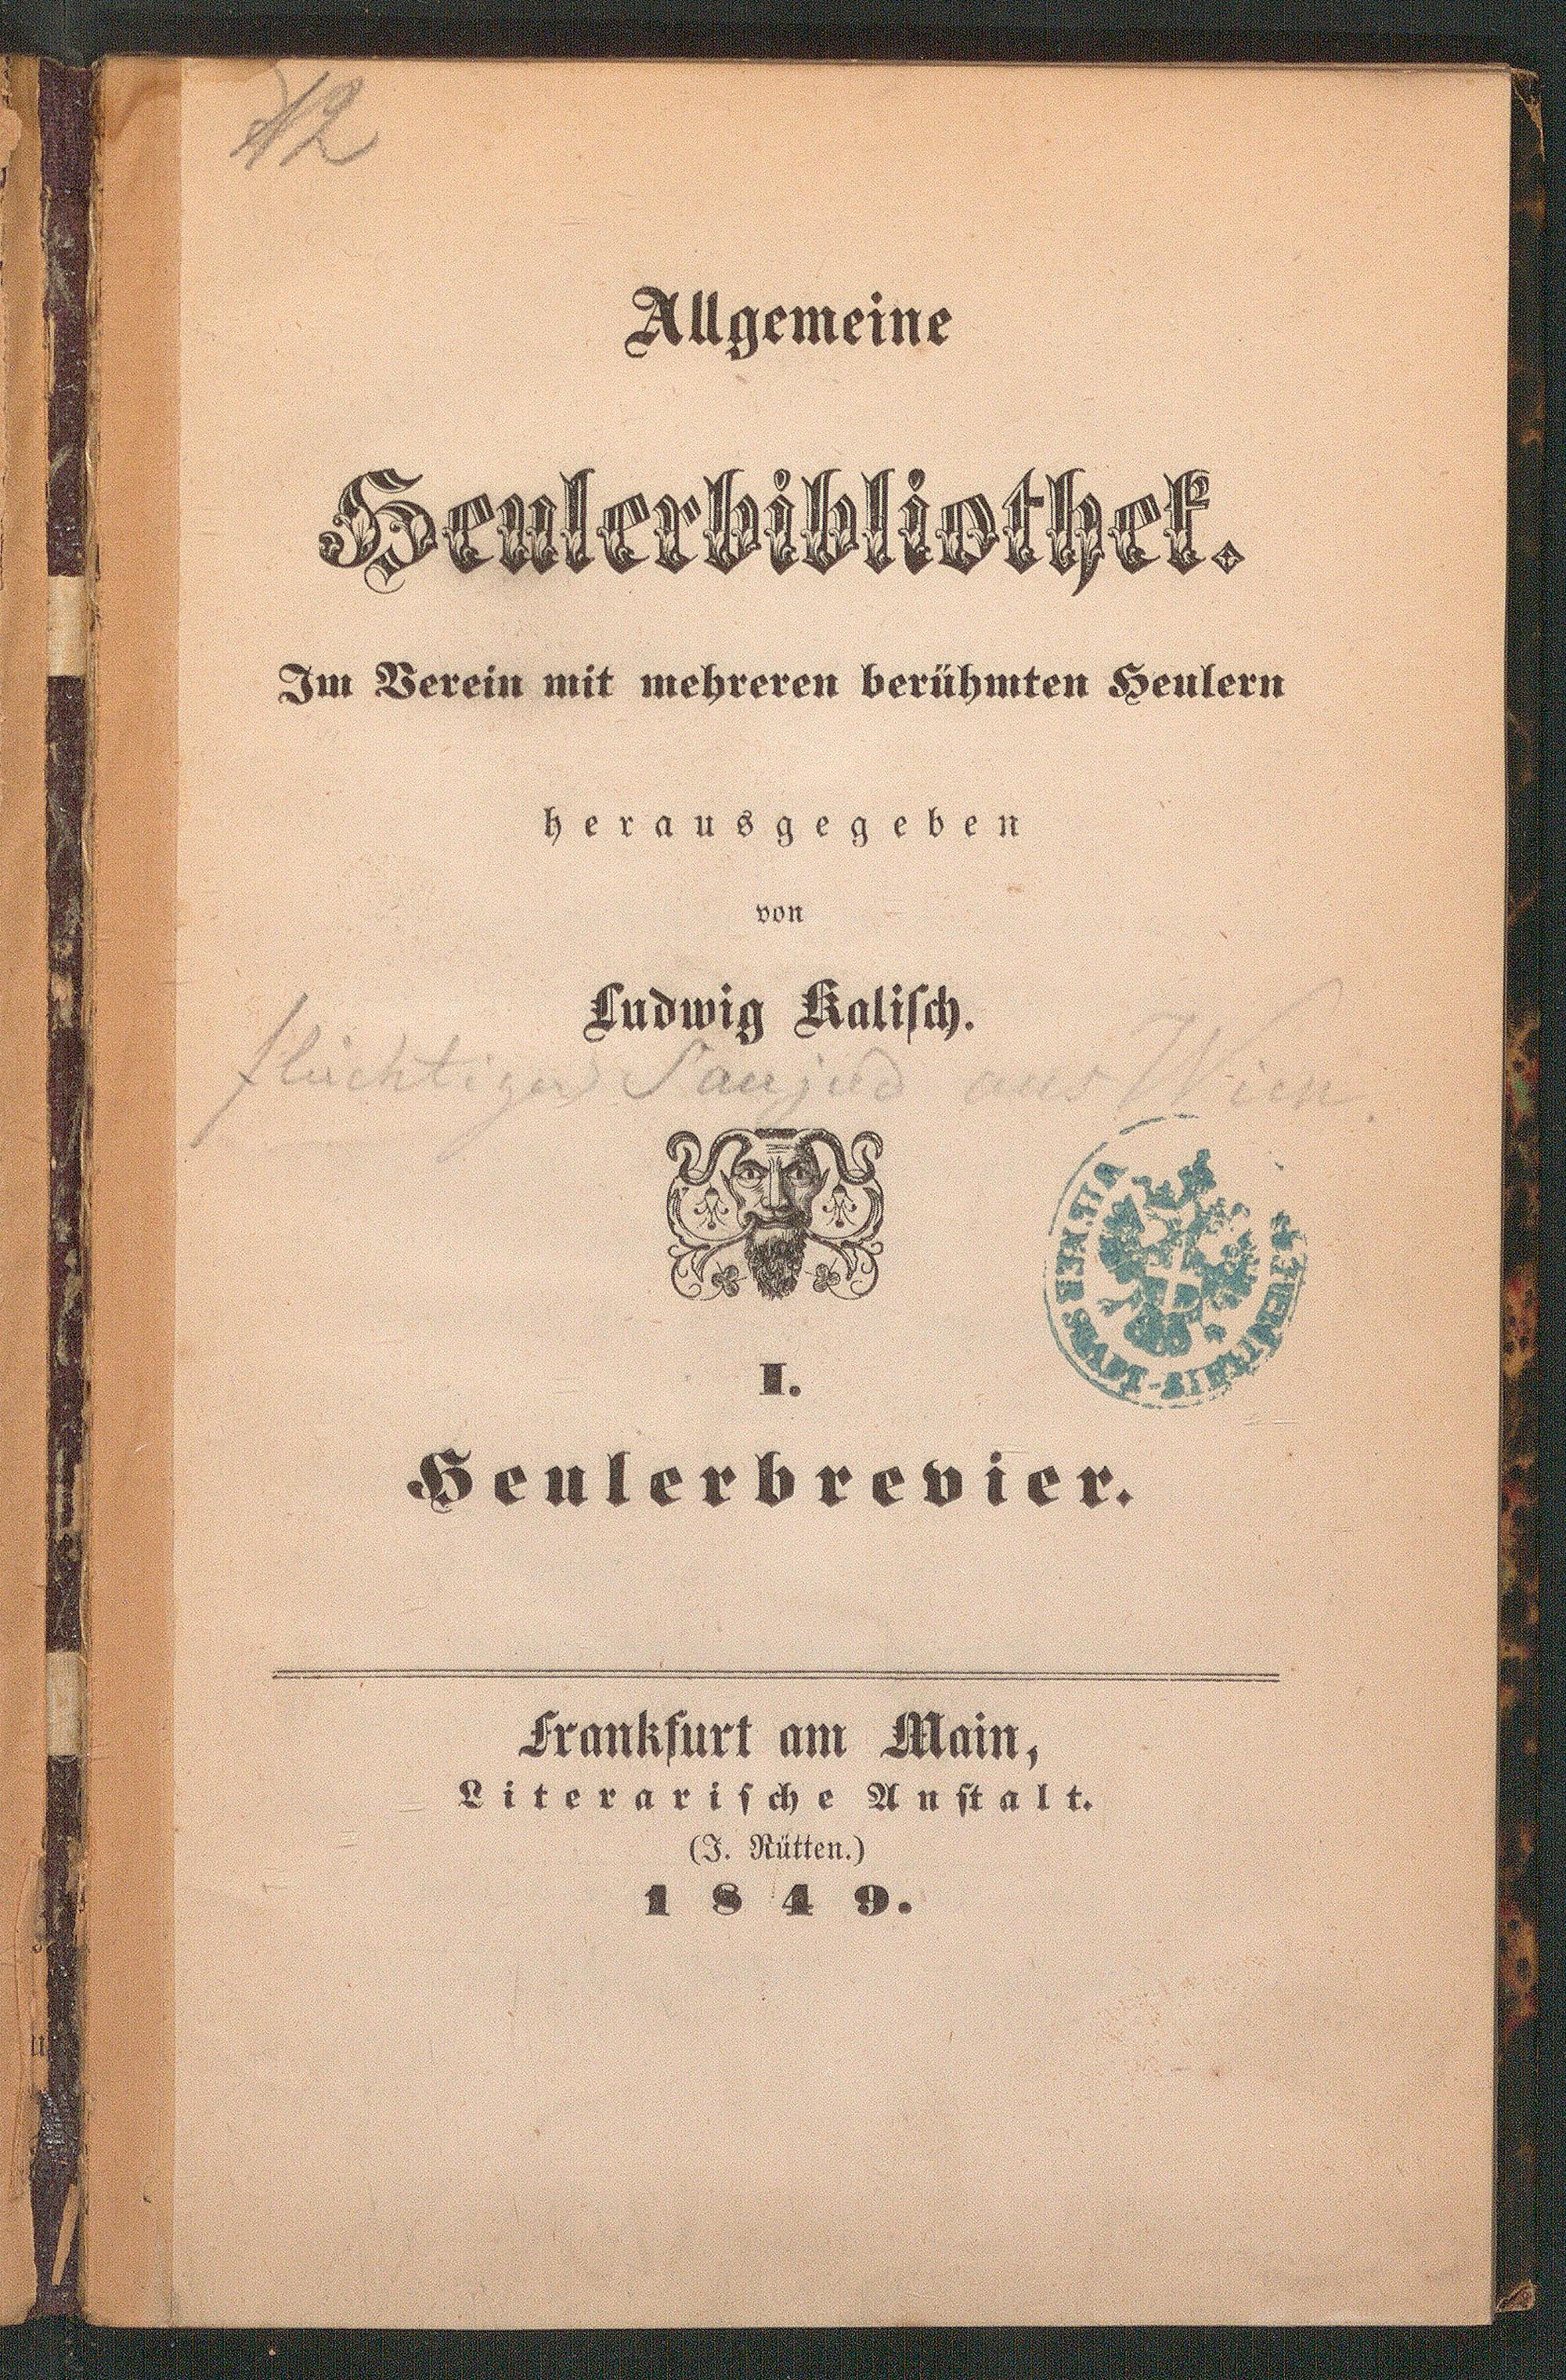 12
Allgemeine
Heulerbibliothek.
Im Verein mit mehreren berühmten Heulern
herausgegeben
von
Ludwig Kalisch.
flüchtiger Saujud aus Wien.
I.
Heulerbrevier.
Frankfurt am Main,
Literarische Anstalt.
(J. Rütten.)
1849.